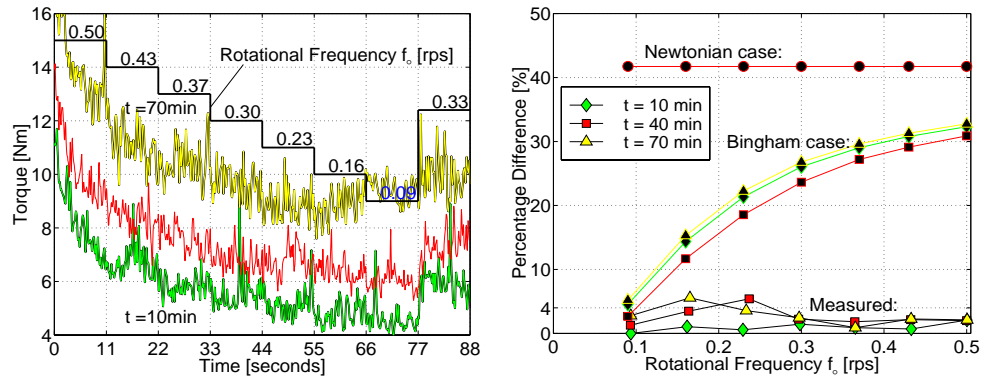 16
14
12
10
8
6
4
Torque [Nm]
0.50
0.43
0.37
0.30
0.23
0.16
0.09
0.33
Rotational Frequency f₀ [rps]
t =70min
t =10min
0
11
22
33
44
55
66
77
88
Time [seconds]
50
40
30
20
10
4
0
Percentage Difference [%]
Newtonian case:
t = 10 min
t = 40 min
t = 70 min
Bingham case:
Measured:
0
0.1
0.2
0.3
0.4
0.5
Rotational Frequency f₀ [rps]